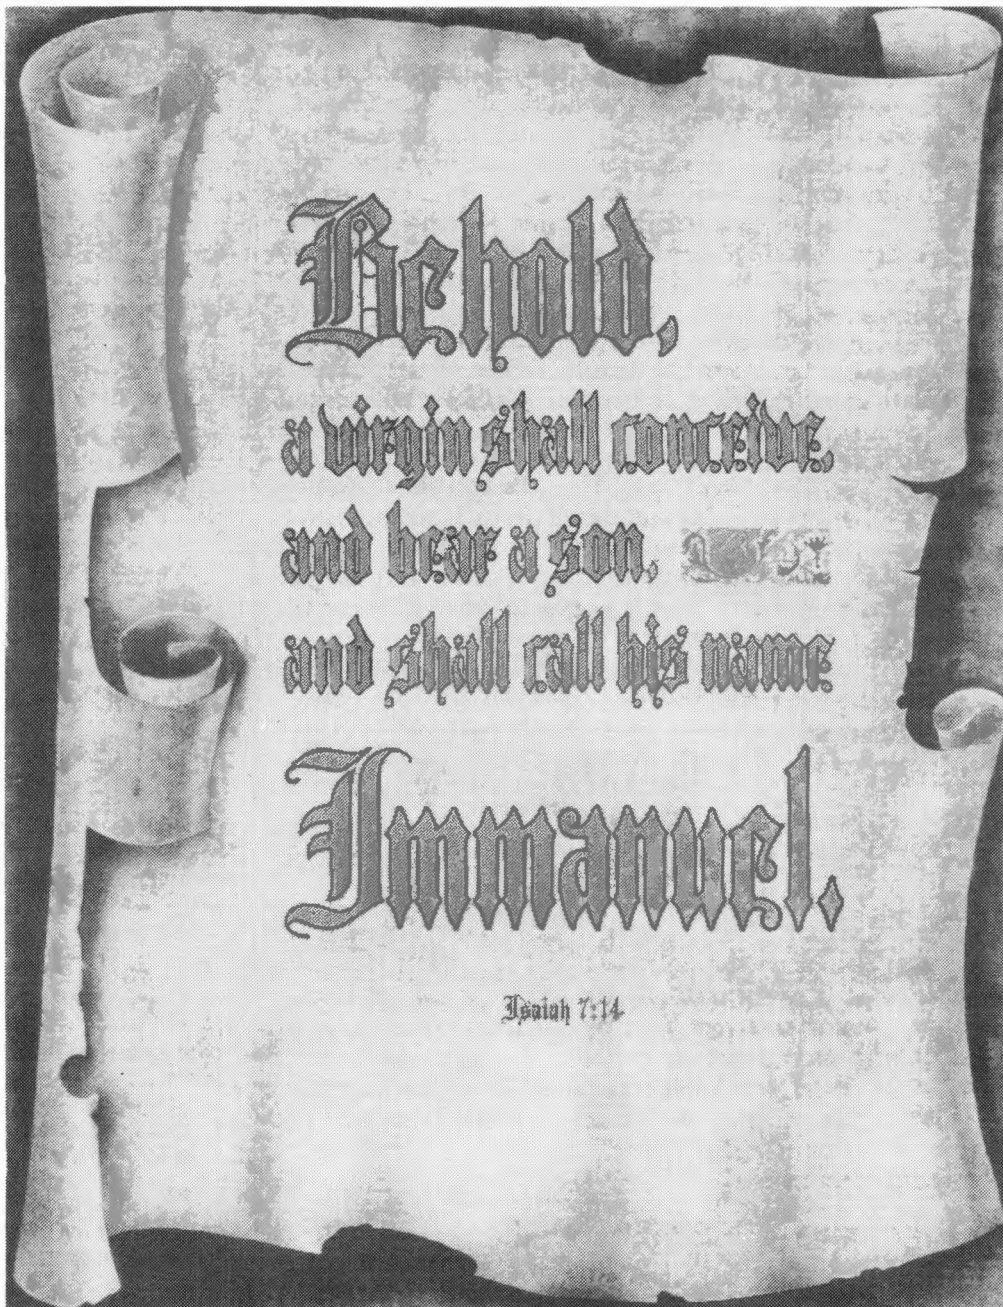 Behold,
a virgin shall conceive,
and bear a son,
and shall call his name
Immanuel.
Isaiah 7:14